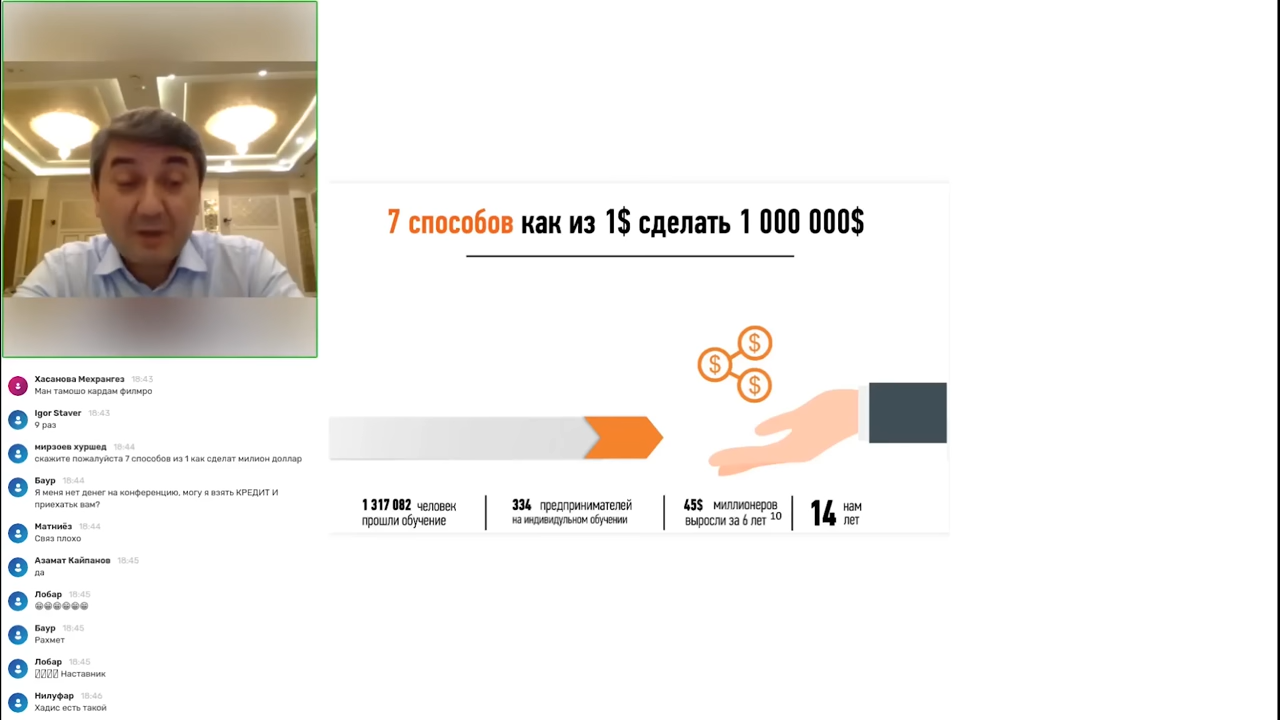 7 способов как из 1$ сделать 1 000 000$
1 317 082 человек
прошли обучение
334 предпринимателей
на индивидульном обучении
45$ миллионеров
выросли за 6 лет 10
14 нам
лет
Хасанова Мехрангез 18:43
Ман тамошо кардам филмро
Igor Staver 18:43
9 раз
мирзоев хуршед 18:44
скажите пожалуйста 7 способов из 1 как сделат милион доллар
Баур 18:44
Я меня нет денег на конференцию, могу я взять КРЕДИТ И
приехатьк вам?
Матниёз 18:44
Связ плохо
Азамат Кайпанов 18:45
да
Лобар 18:45
😁😁😁😁😁😁
Баур 18:45
Рахмет
Лобар 18:45
Наставник
Нилуфар 18:46
Хадис есть такой